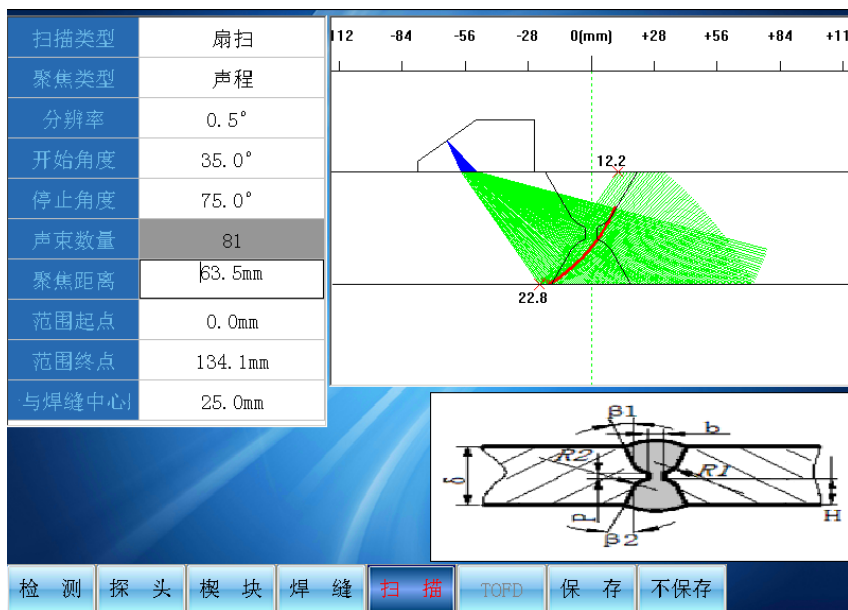 扫描类型 扇扫
聚焦类型 声程
分辨率 0.5°
开始角度 35.0°
停止角度 75.0°
声束数量 81
聚焦距离 63.5mm
范围起点 0.0mm
范围终点 134.1mm
与焊缝中心 25.0mm
112 -84 -56 -28 0(mm) +28 +56 +84 +11
12.2
22.8
β1 b
R2 R1
δ p H
β2
检 测 探 头 楔 块 焊 缝 扫 描 TOFD 保 存 不保存